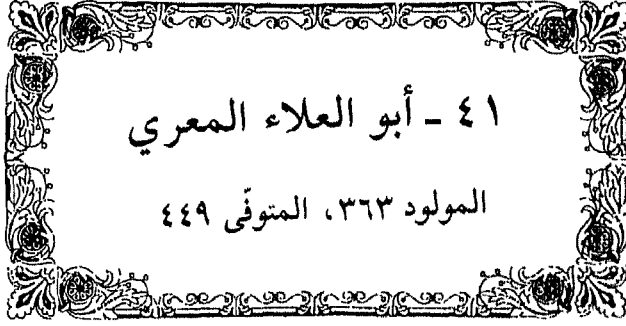 ٤١ ـ أبو العلاء المعري
المولود ٣٦٣، المتوفّى ٤٤٩